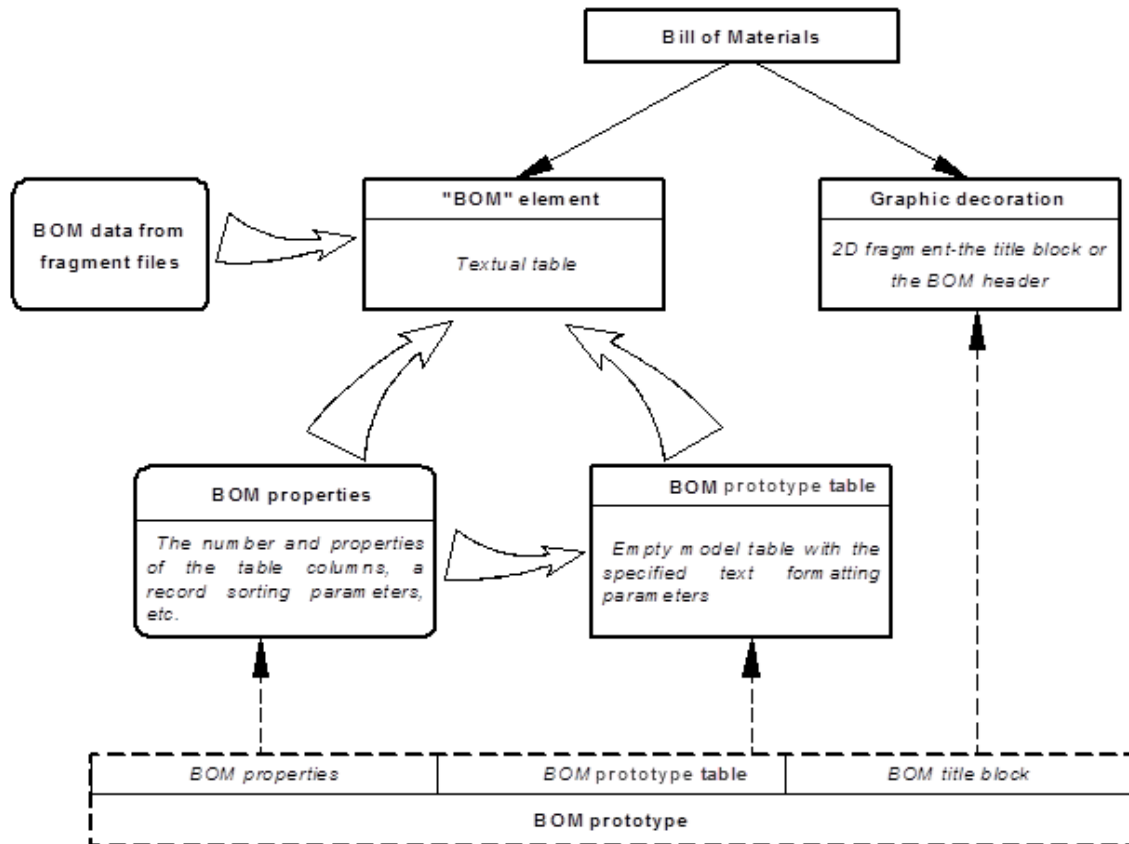 Bill of Materials
BOM data from
fragment files
"BOM" element
Textual table
Graphic decoration
2D fragment-the title block or
the BOM header
BOM properties
The number and properties
of the table columns, a
record sorting parameters,
etc.
BOM prototype table
Empty model table with the
specified text formatting
parameters
BOM properties
BOM prototype table
BOM title block
BOM prototype